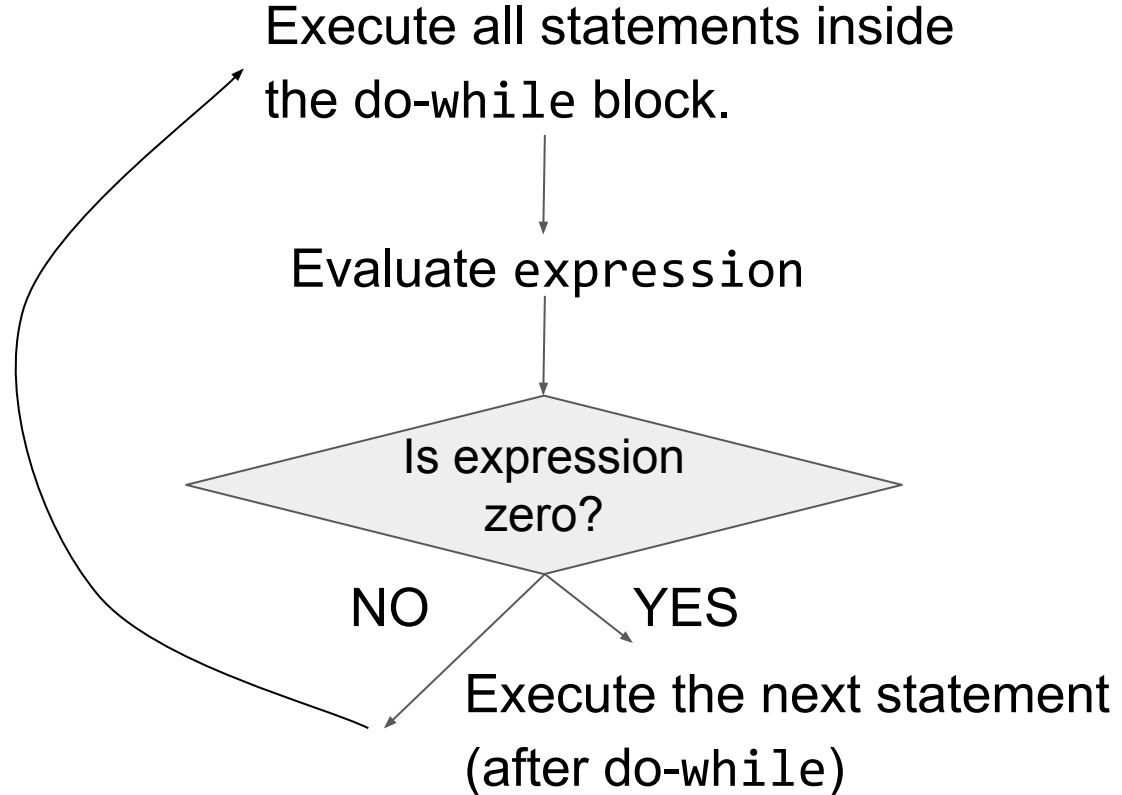 Execute all statements inside
the do-while block.
Evaluate expression
Is expression
zero?
NO
YES
Execute the next statement
(after do-while)